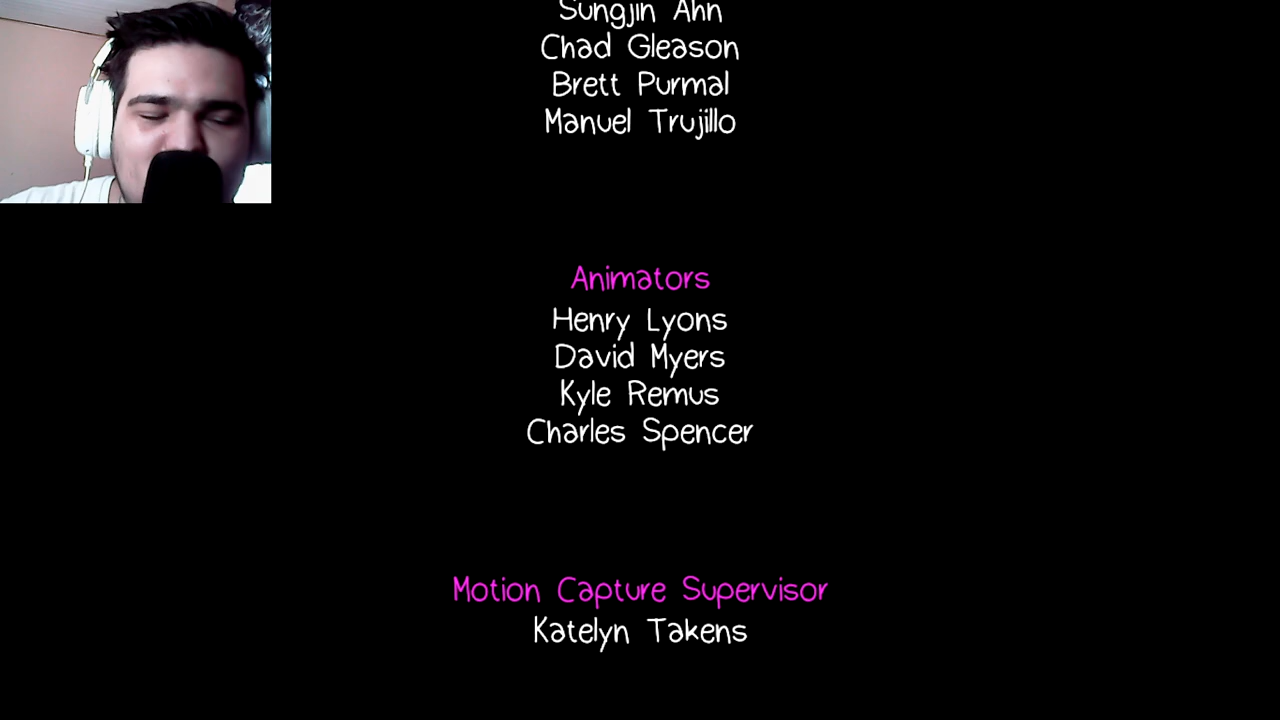 Sungjin Ahn
Chad Gleason
Brett Purmal
Manuel Trujillo
Animators
Henry Lyons
David Myers
Kyle Remus
Charles Spencer
Motion Capture Supervisor
Katelyn Takens